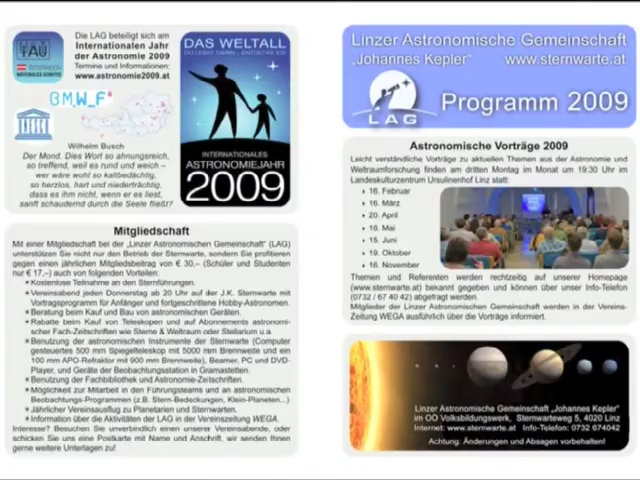 IAU
ÖSTERREICH
NATIONALES KOMITEE
Die LAG beteiligt sich am
Internationalen Jahr
der Astronomie 2009
Termine und Informationen:
www.astronomie2009.at
BM.W_F
Wilhelm Busch
Der Mond. Dies Wort so ahnungsreich,
so treffend, weil es rund und weich –
wer wäre wohl so kaltbedächtig,
so herzlos, hart und niederträchtig,
dass es ihm nicht, wenn er es liest,
sanft schaudernd durch die Seele fließt?
DAS WELTALL
DU LEBST DARIN - ENTDECKE ES!
INTERNATIONALES
ASTRONOMIEJAHR
2009
Mitgliedschaft
Mit einer Mitgliedschaft bei der „Linzer Astronomischen Gemeinschaft“ (LAG)
unterstützen Sie nicht nur den Betrieb der Sternwarte, sondern Sie profitieren
gegen einen jährlichen Mitgliedsbeitrag von € 30,– (Schüler und Studenten
nur € 17,–) auch von folgenden Vorteilen:
* Kostenlose Teilnahme an den Sternführungen.
* Vereinsabend jeden Donnerstag ab 20 Uhr auf der J.K. Sternwarte mit
Vortragsprogramm für Anfänger und fortgeschrittene Hobby-Astronomen.
* Beratung beim Kauf und Bau von astronomischen Geräten.
* Rabatte beim Kauf von Teleskopen und auf Abonnements astronomi-
scher Fach-Zeitschriften wie Sterne & Weltraum oder Stellarium u.a
* Benutzung der astronomischen Instrumente der Sternwarte (Computer
gesteuertes 500 mm Spiegelteleskop mit 5000 mm Brennweite und ein
100 mm APO-Refraktor mit 900 mm Brennweite), Beamer, PC und DVD-
Player, und Geräte der Beobachtungsstation in Gramastetten.
* Benutzung der Fachbibliothek und Astronomie-Zeitschriften.
* Möglichkeit zur Mitarbeit in den Führungsteams und an astronomischen
Beobachtungs-Programmen (z.B. Stern-Bedeckungen, Klein-Planeten...)
* Jährlicher Vereinsausflug zu Planetarien und Sternwarten.
* Information über die Aktivitäten der LAG in der Vereinszeitung WEGA.
Interesse? Besuchen Sie unverbindlich einen unserer Vereinsabende, oder
schicken Sie uns eine Postkarte mit Name und Anschrift, wir senden Ihnen
gerne weitere Unterlagen zu!
Linzer Astronomische Gemeinschaft
„Johannes Kepler“ www.sternwarte.at
LAG
Programm 2009
Astronomische Vorträge 2009
Leicht verständliche Vorträge zu aktuellen Themen aus der Astronomie und
Weltraumforschung finden am dritten Montag im Monat um 19:30 Uhr im
Landeskulturzentrum Ursulinenhof Linz statt:
16. Februar
16. März
20. April
18. Mai
15. Juni
19. Oktober
16. November
Themen und Referenten werden rechtzeitig auf unserer Homepage
(www.sternwarte.at) bekannt gegeben und können über unser Info-Telefon
(0732 / 67 40 42) abgefragt werden.
Mitglieder der Linzer Astronomischen Gemeinschaft werden in der Vereins-
Zeitung WEGA ausführlich über die Vorträge informiert.
Linzer Astronomische Gemeinschaft „Johannes Kepler“
im OO Volksbildungswerk, Sternwarteweg 5, 4020 Linz
Internet: www.sternwarte.at Info-Telefon: 0732 674042
Achtung: Änderungen und Absagen vorbehalten!